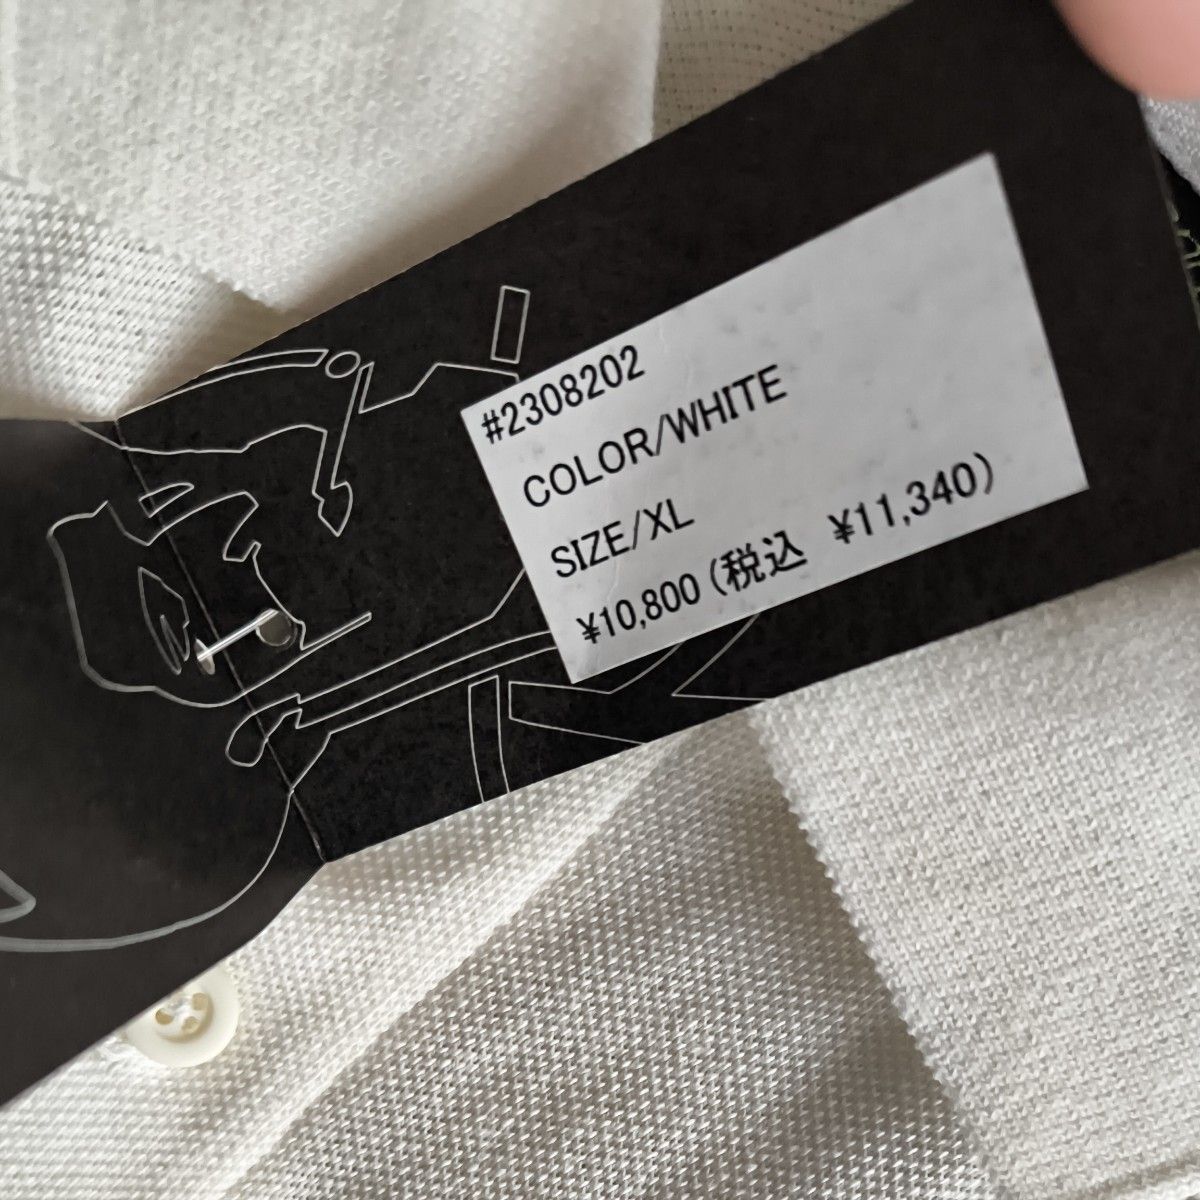 #2308202
COLOR/WHITE
SIZE/XL
¥10,800 (税込 ¥11,340)